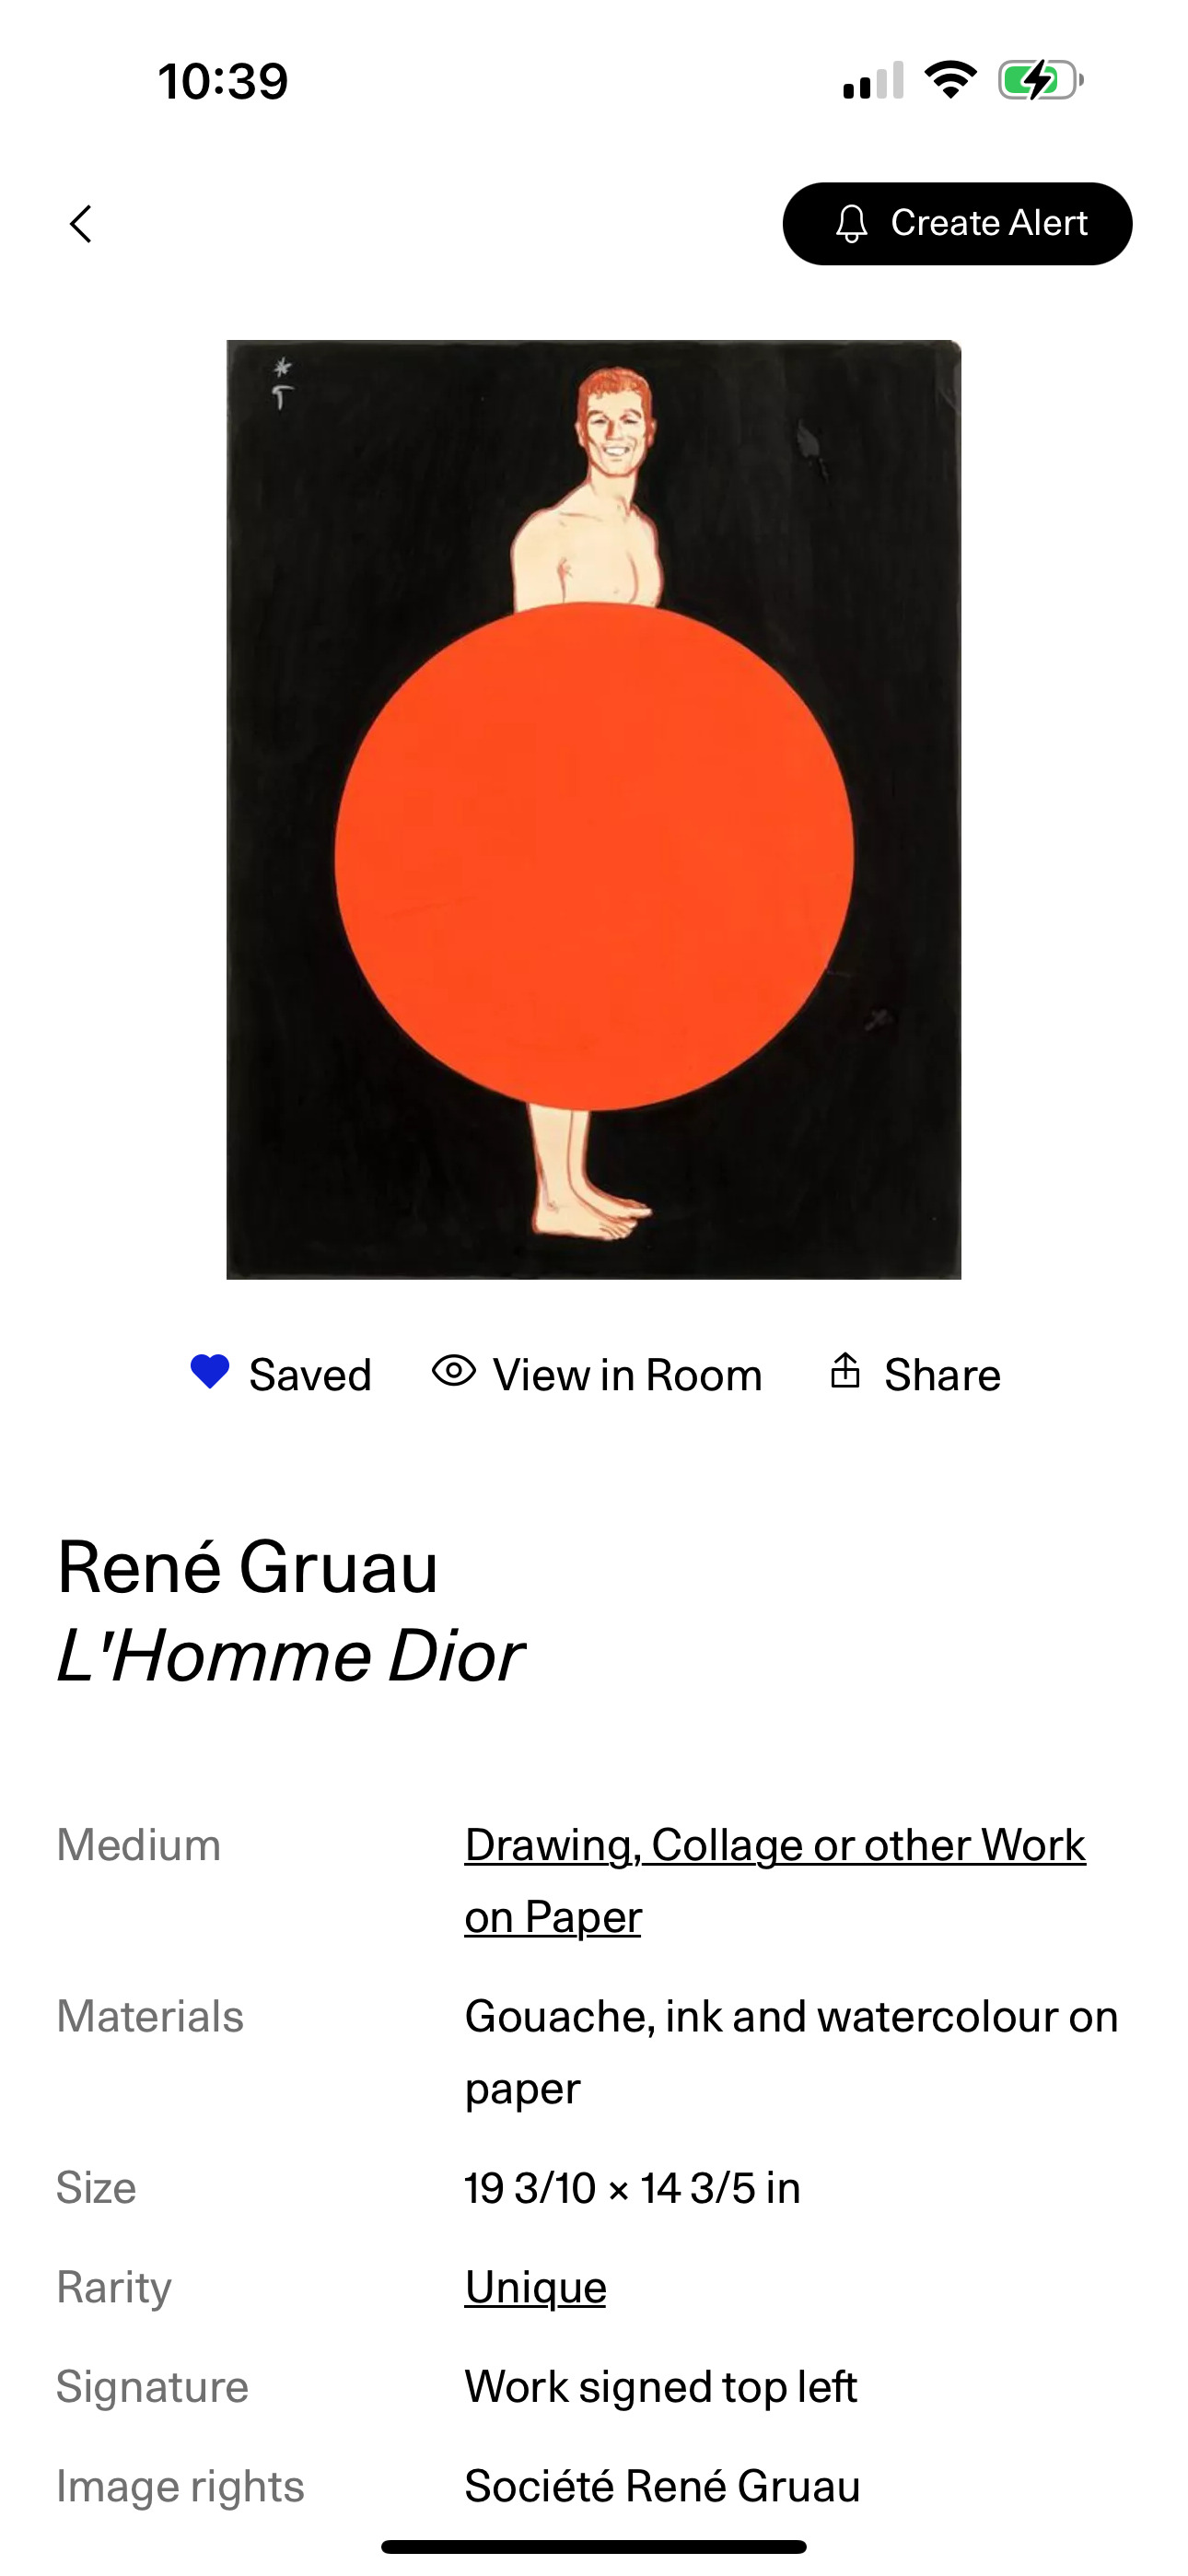 10:39
Create Alert
Saved View in Room Share
René Gruau
L'Homme Dior
Medium Drawing, Collage or other Work
on Paper
Materials Gouache, ink and watercolour on
paper
Size 19 3/10 × 14 3/5 in
Rarity Unique
Signature Work signed top left
Image rights Société René Gruau